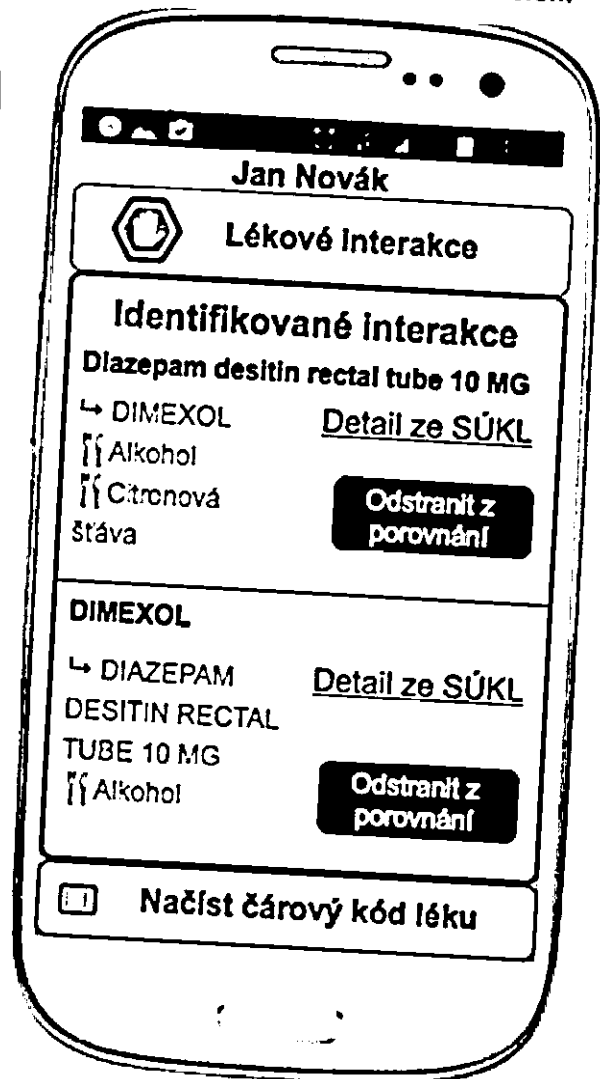 Jan Novák
Lékové interakce
Identifikované interakce
Diazepam desitin rectal tube 10 MG
↳ DIMEXOL
Detail ze SÚKL
Alkohol
Citronová
šťáva
Odstranit z
porovnání
DIMEXOL
↳ DIAZEPAM
DESITIN RECTAL
TUBE 10 MG
Detail ze SÚKL
Alkohol
Odstranit z
porovnání
Načíst čárový kód léku